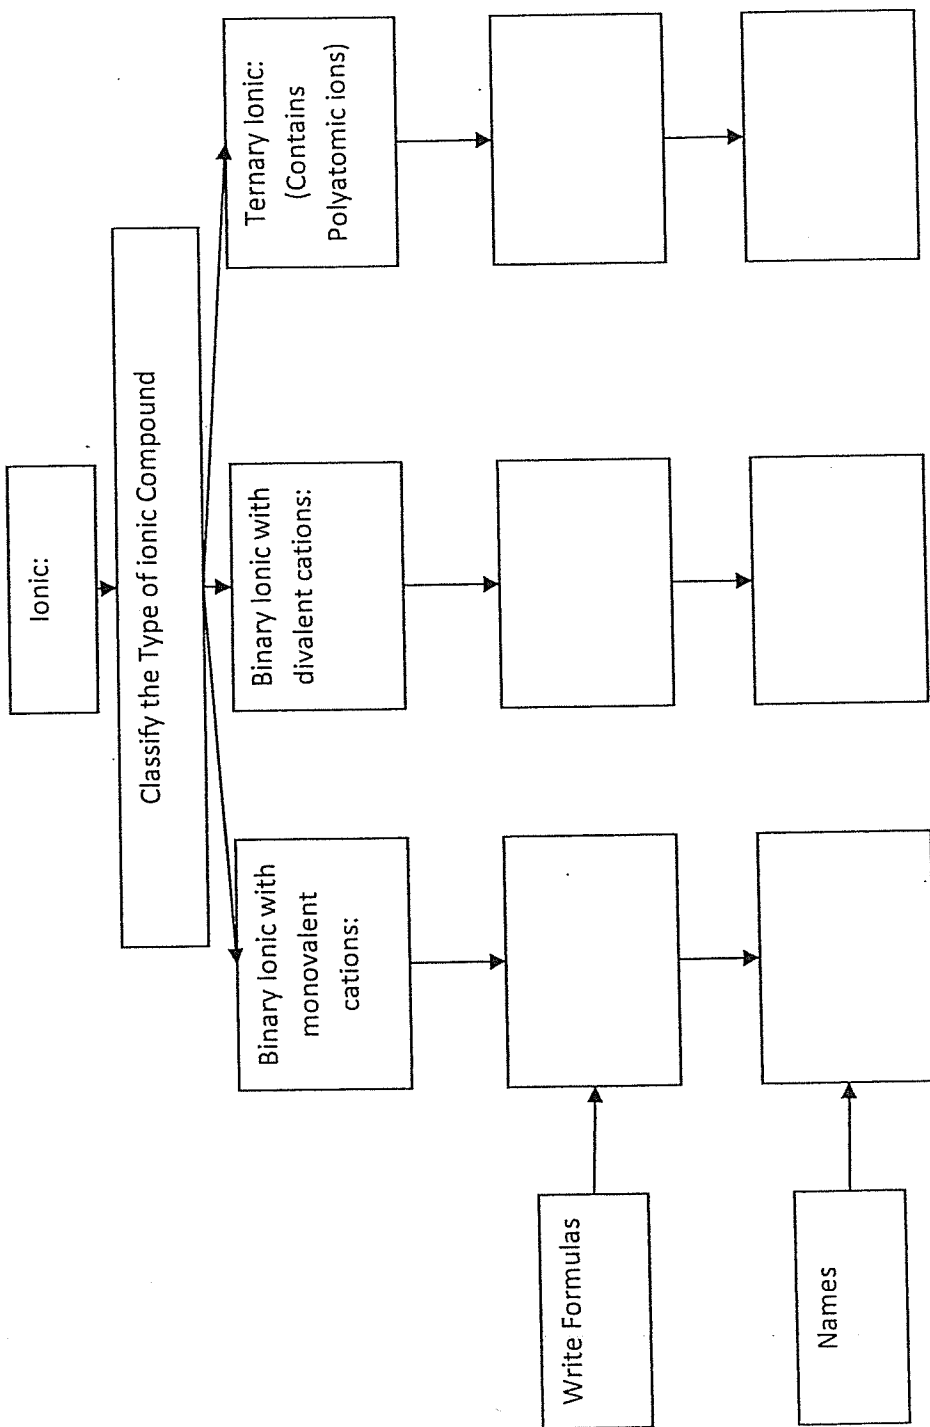 Ionic:
Classify the Type of ionic Compound
Binary Ionic with
monovalent
cations:
Binary Ionic with
divalent cations:
Ternary Ionic:
(Contains
Polyatomic ions)
Write Formulas
Names